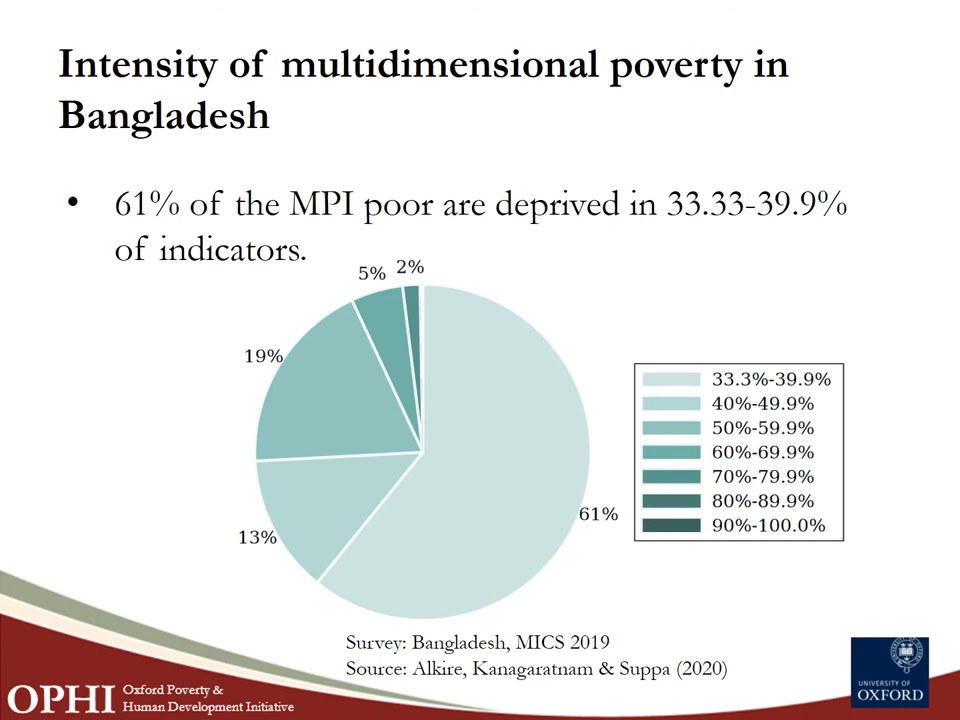 Intensity of multidimensional poverty in
Bangladesh
• 61% of the MPI poor are deprived in 33.33-39.9%
of indicators.
5%
2%
19%
13%
61%
33.3%-39.9%
40%-49.9%
50%-59.9%
60%-69.9%
70%-79.9%
80%-89.9%
90%-100.0%
Survey: Bangladesh, MICS 2019
Source: Alkire, Kanagaratnam & Suppa (2020)
OPHI
Oxford Poverty &
Human Development Initiative
UNIVERSITY OF
OXFORD